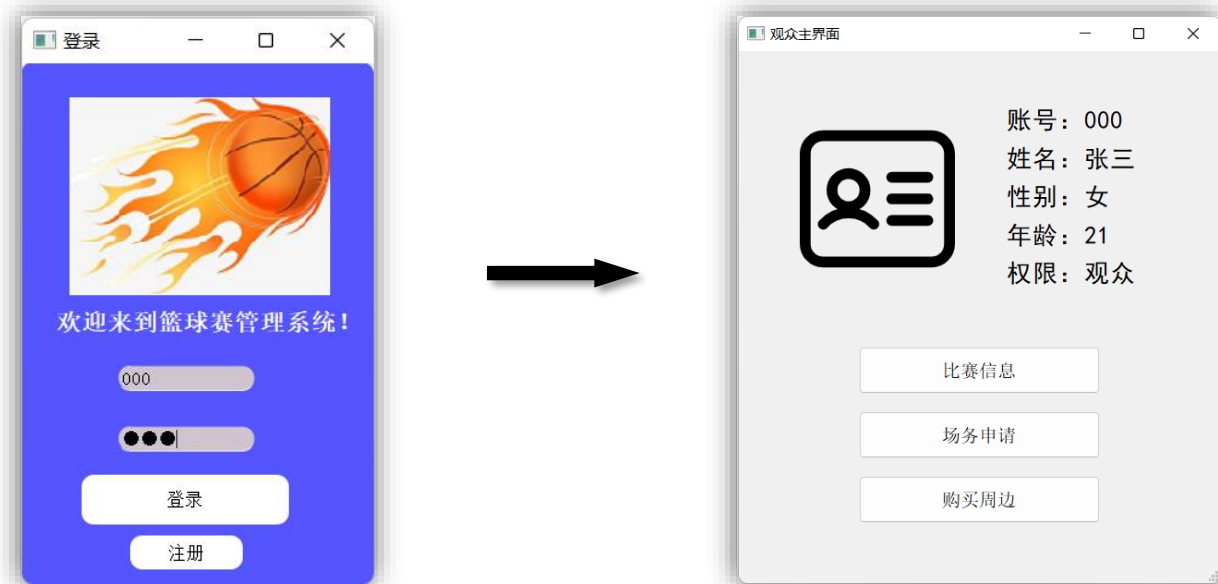 登录
欢迎来到篮球赛管理系统！
000
●●●
登录
注册
观众主界面
账号：000
姓名：张三
性别：女
年龄：21
权限：观众
比赛信息
场务申请
购买周边